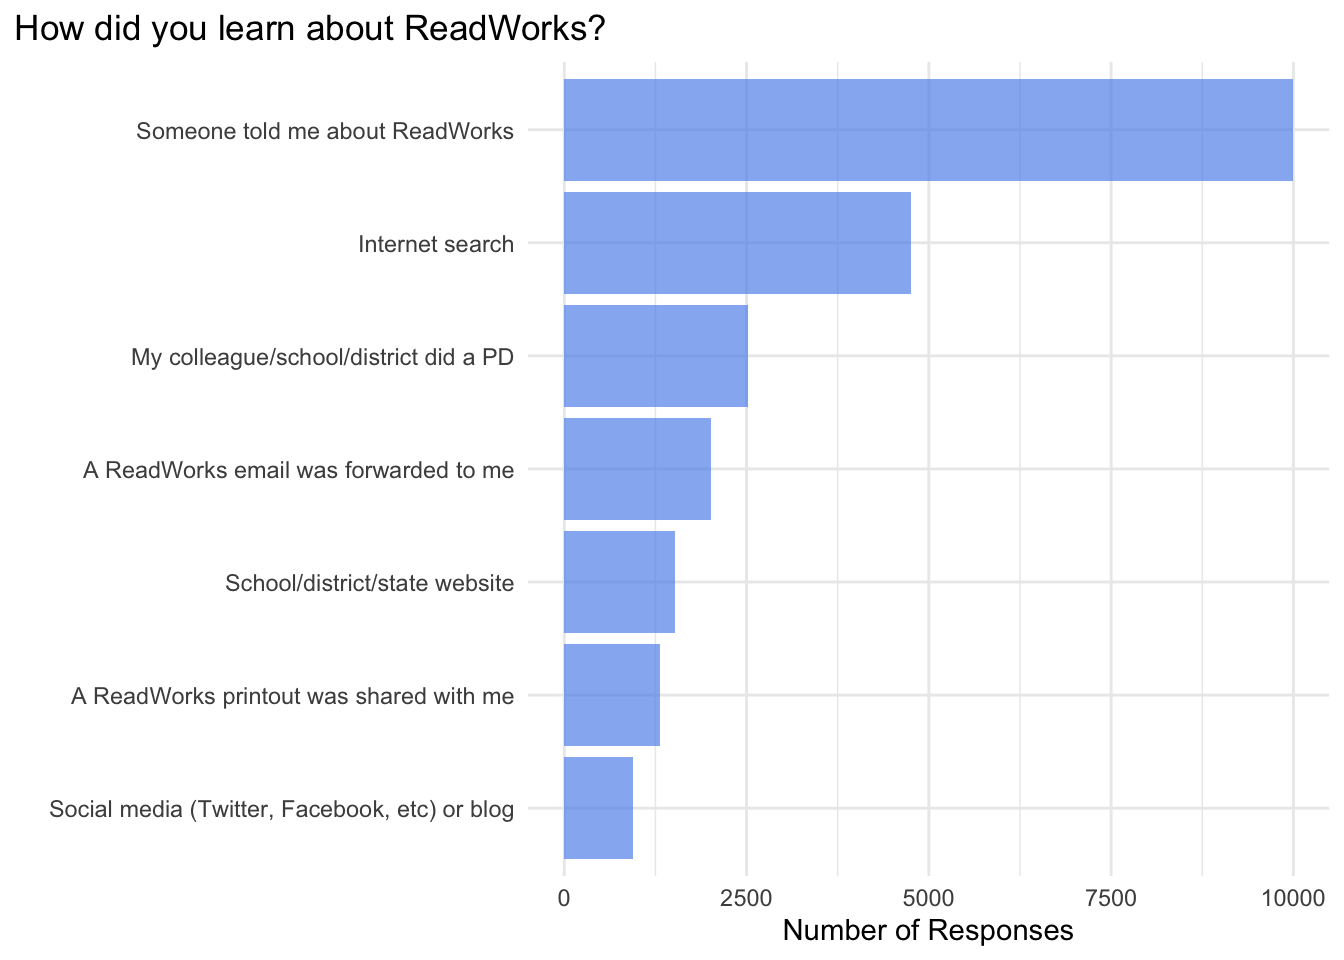 How did you learn about ReadWorks?
Someone told me about ReadWorks
Internet search
My colleague/school/district did a PD
A ReadWorks email was forwarded to me
School/district/state website
A ReadWorks printout was shared with me
Social media (Twitter, Facebook, etc) or blog
0 2500 5000 7500 10000
Number of Responses